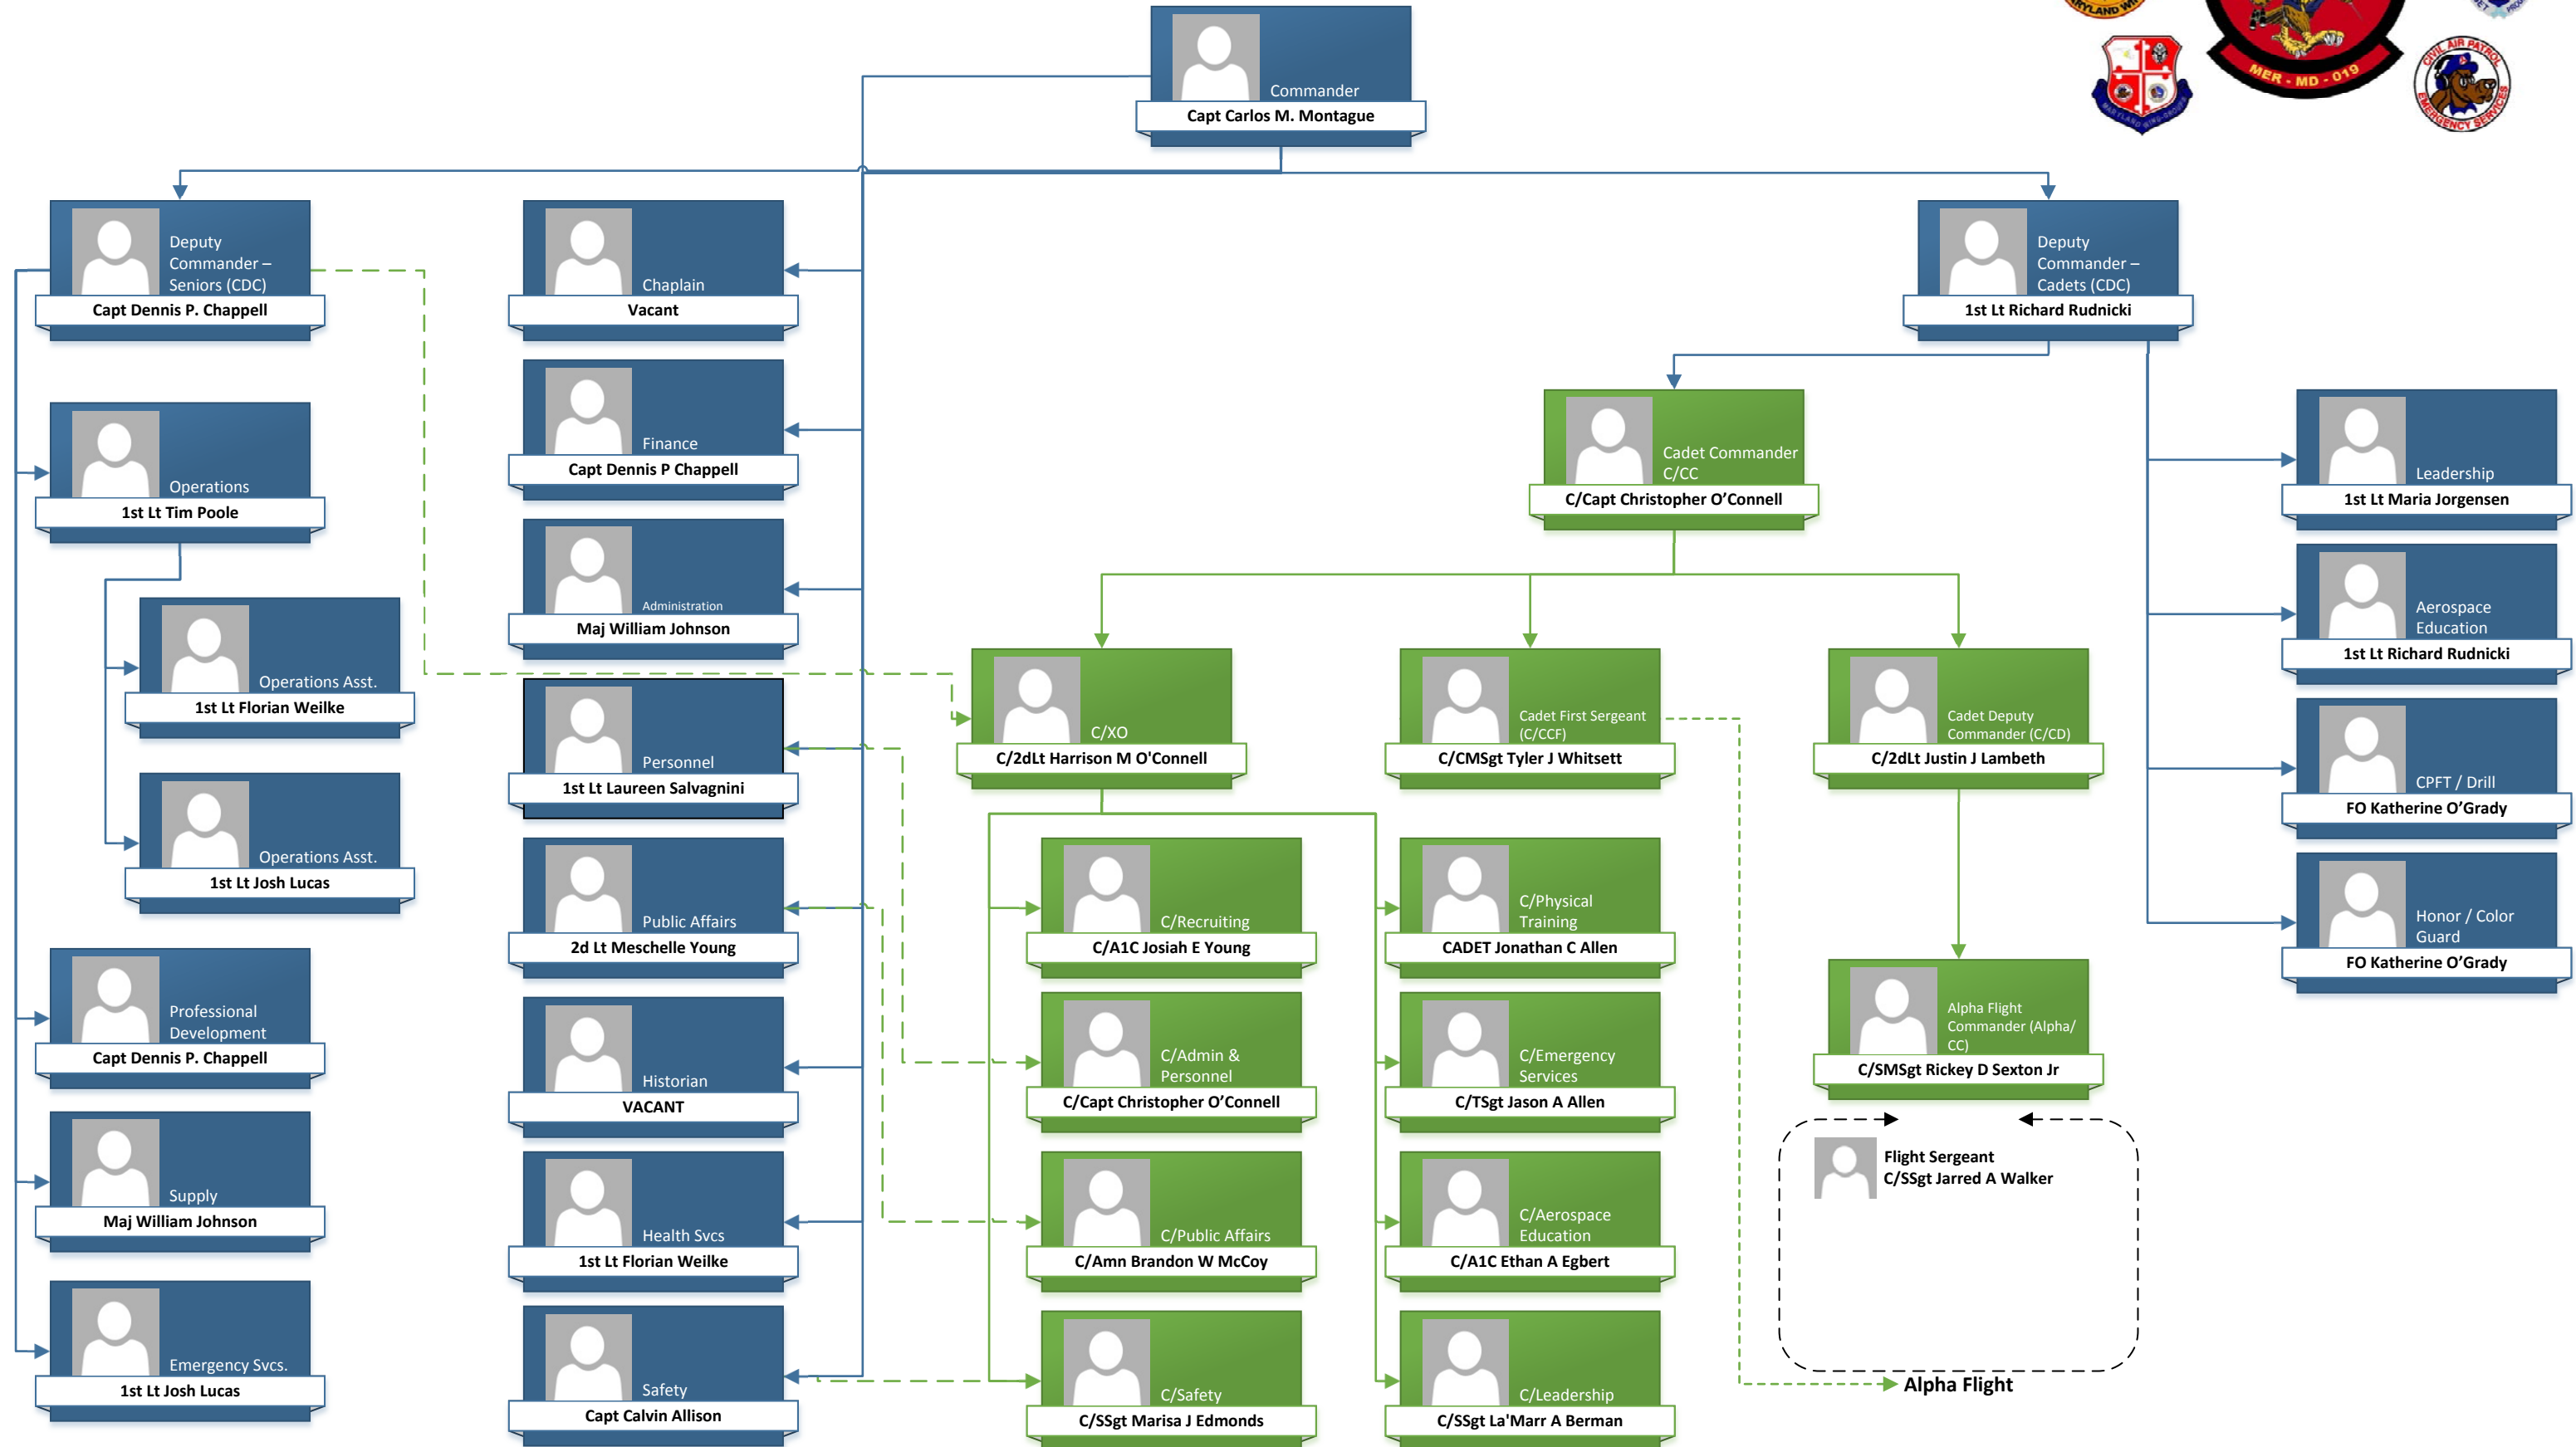 MARYLAND WIN
MER - MD - 019
CIVIL AIR PATROL
EMERGENCY SERVICES
Commander
Capt Carlos M. Montague
Deputy
Commander –
Seniors (CDC)
Capt Dennis P. Chappell
Chaplain
Vacant
Deputy
Commander –
Cadets (CDC)
1st Lt Richard Rudnicki
Operations
1st Lt Tim Poole
Operations Asst.
1st Lt Florian Weilke
Operations Asst.
1st Lt Josh Lucas
Professional
Development
Capt Dennis P. Chappell
Supply
Maj William Johnson
Emergency Svcs.
1st Lt Josh Lucas
Finance
Capt Dennis P Chappell
Administration
Maj William Johnson
Personnel
1st Lt Laureen Salvagnini
Public Affairs
2d Lt Meschelle Young
Historian
VACANT
Health Svcs
1st Lt Florian Weilke
Safety
Capt Calvin Allison
Cadet Commander
C/CC
C/Capt Christopher O’Connell
C/XO
C/2dLt Harrison M O'Connell
Cadet First Sergeant
(C/CCF)
C/CMSgt Tyler J Whitsett
Cadet Deputy
Commander (C/CD)
C/2dLt Justin J Lambeth
C/Recruiting
C/A1C Josiah E Young
C/Admin &
Personnel
C/Capt Christopher O’Connell
C/Public Affairs
C/Amn Brandon W McCoy
C/Safety
C/SSgt Marisa J Edmonds
C/Physical
Training
CADET Jonathan C Allen
C/Emergency
Services
C/TSgt Jason A Allen
C/Aerospace
Education
C/A1C Ethan A Egbert
C/Leadership
C/SSgt La'Marr A Berman
Alpha Flight
Commander (Alpha/
CC)
C/SMSgt Rickey D Sexton Jr
Flight Sergeant
C/SSgt Jarred A Walker
Alpha Flight
Leadership
1st Lt Maria Jorgensen
Aerospace
Education
1st Lt Richard Rudnicki
CPFT / Drill
FO Katherine O’Grady
Honor / Color
Guard
FO Katherine O’Grady